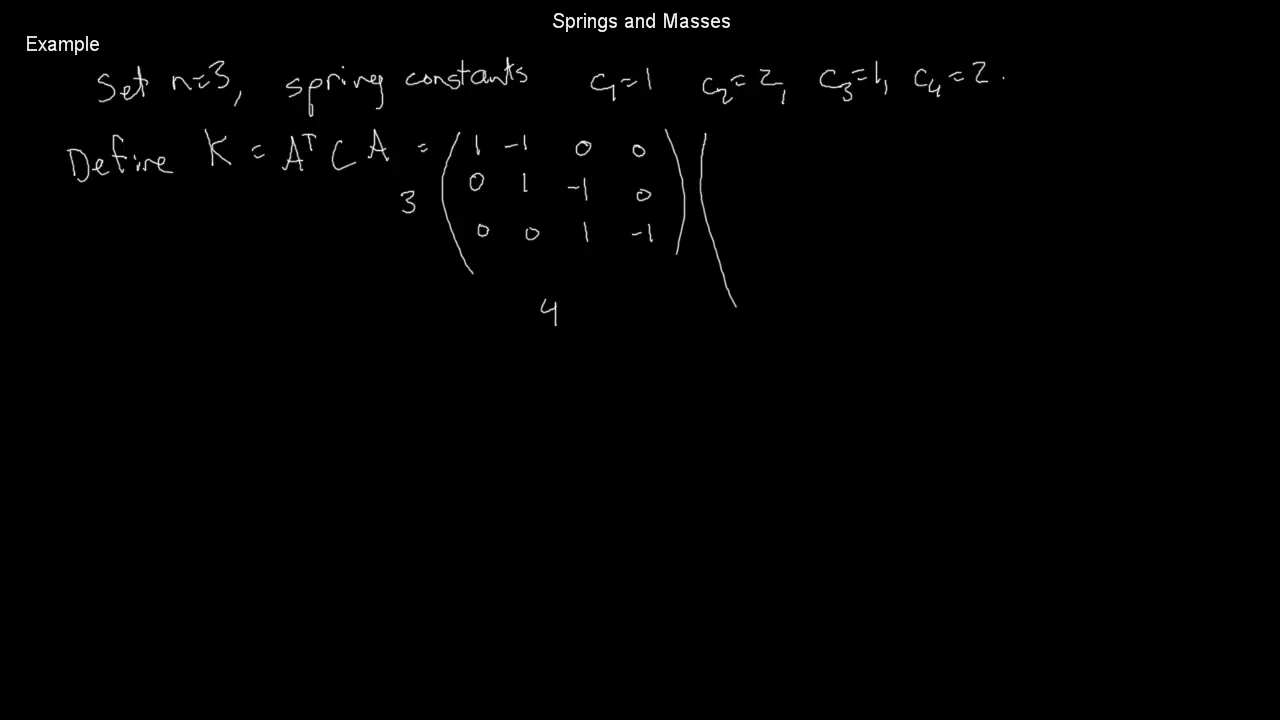 Springs and Masses
Example
Set n=3, spring constants c₁=1 c₂=2, c₃=1, c₄=2.
Define K = Aᵀ C A = ( 1 -1 0 0 ) (
3 0 1 -1 0
0 0 1 -1
4